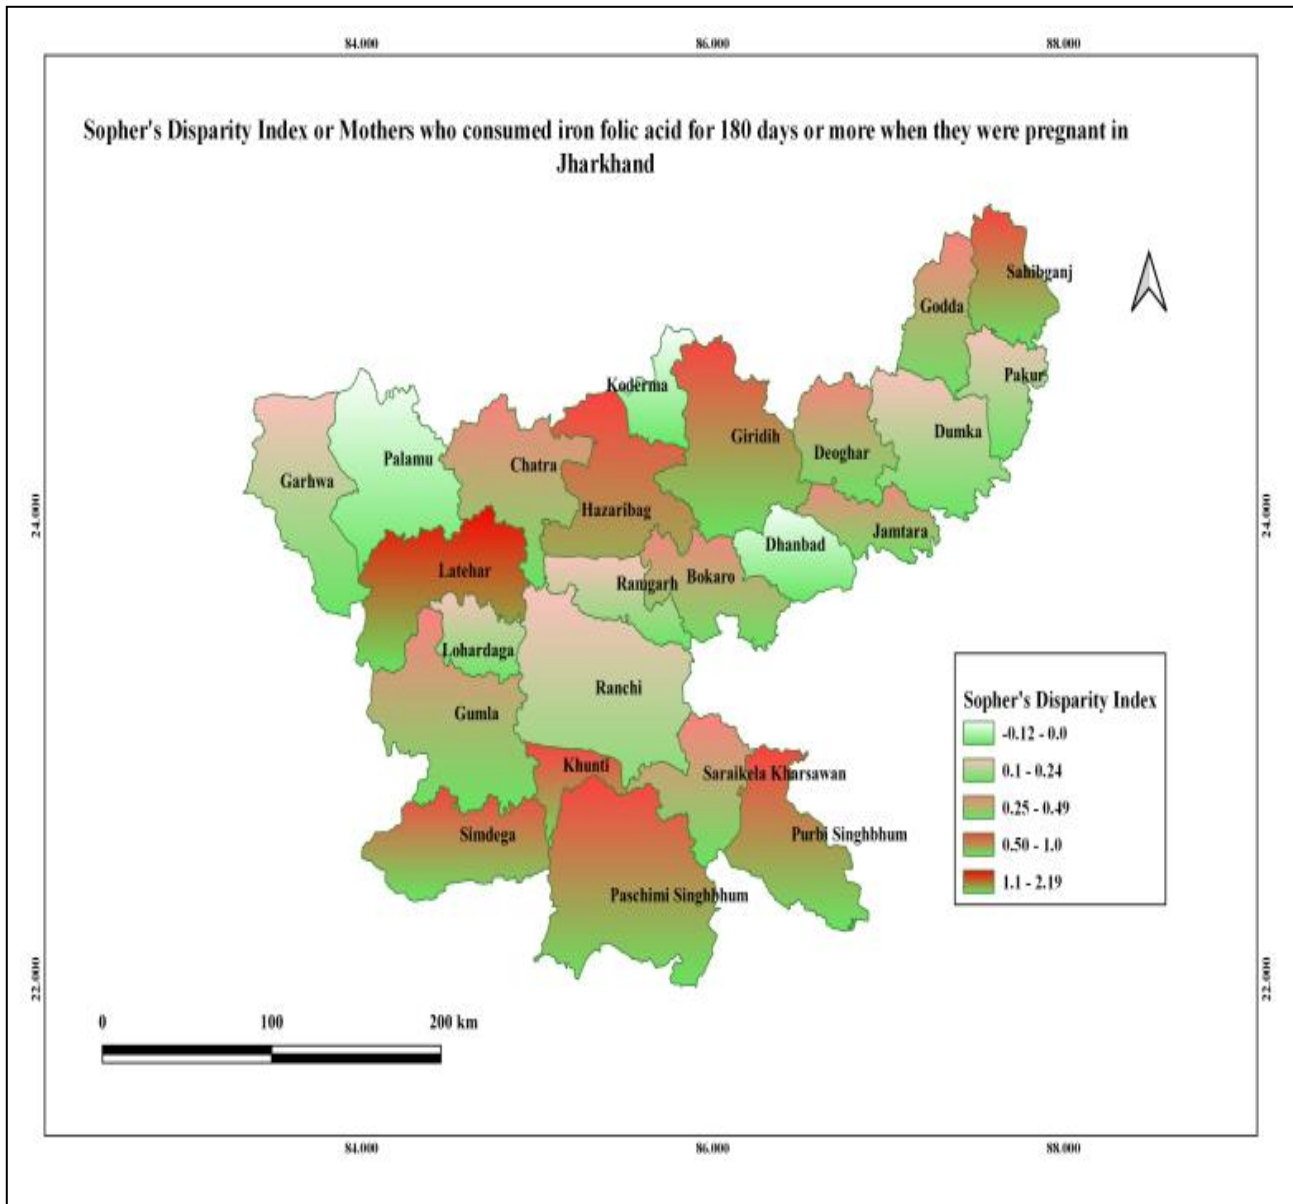 84.000 86.000 88.000
Sopher's Disparity Index or Mothers who consumed iron folic acid for 180 days or more when they were pregnant in
Jharkhand
Sahibganj
Godda
Pakur
Koderma
Dumka
Giridih
Deoghar
Palamu
Chatra
Garhwa
Hazaribag
24.000
24.000
Jamtara
Dhanbad
Latehar
Ramgarh
Bokaro
Lohardaga
Ranchi
Gumla
Khunti
Saraikela Kharsawan
Simdega
Purbi Singhbhum
Paschimi Singhbhum
Sopher's Disparity Index
-0.12 - 0.0
0.1 - 0.24
0.25 - 0.49
0.50 - 1.0
1.1 - 2.19
22.000
22.000
0 100 200 km
84.000 86.000 88.000